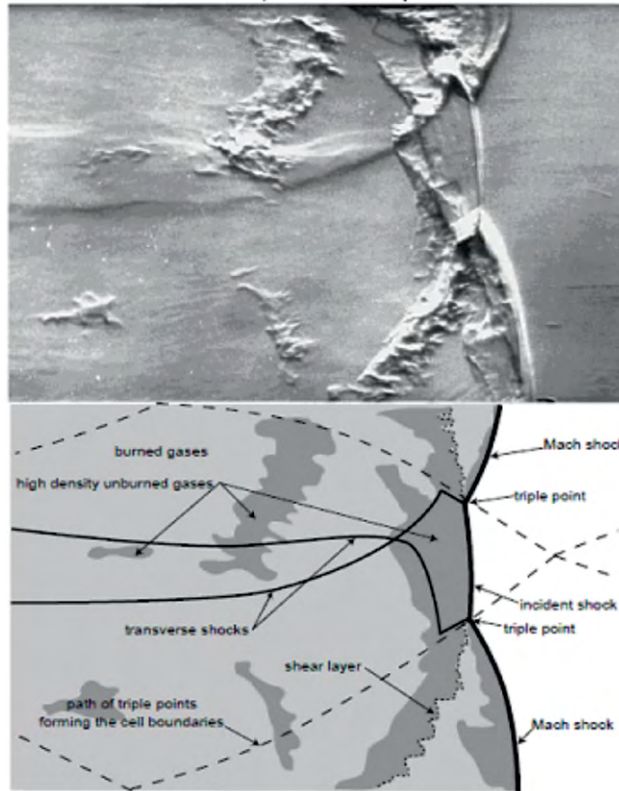 burned gases
high density unburned gases
Mach shock
triple point
incident shock
triple point
transverse shocks
shear layer
path of triple points
forming the cell boundaries
Mach shock